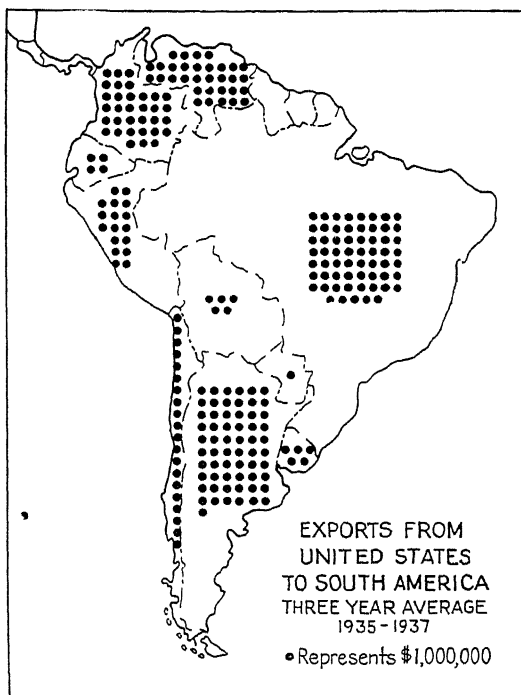 EXPORTS FROM
UNITED STATES
TO SOUTH AMERICA
THREE YEAR AVERAGE
1935-1937
•Represents $1,000,000